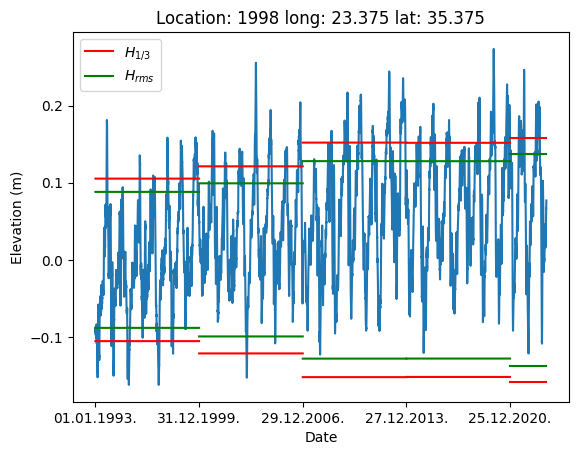 Location: 1998 long: 23.375 lat: 35.375
H1/3
Hrms
Elevation (m)
0.2
0.1
0.0
−0.1
01.01.1993. 31.12.1999. 29.12.2006. 27.12.2013. 25.12.2020.
Date